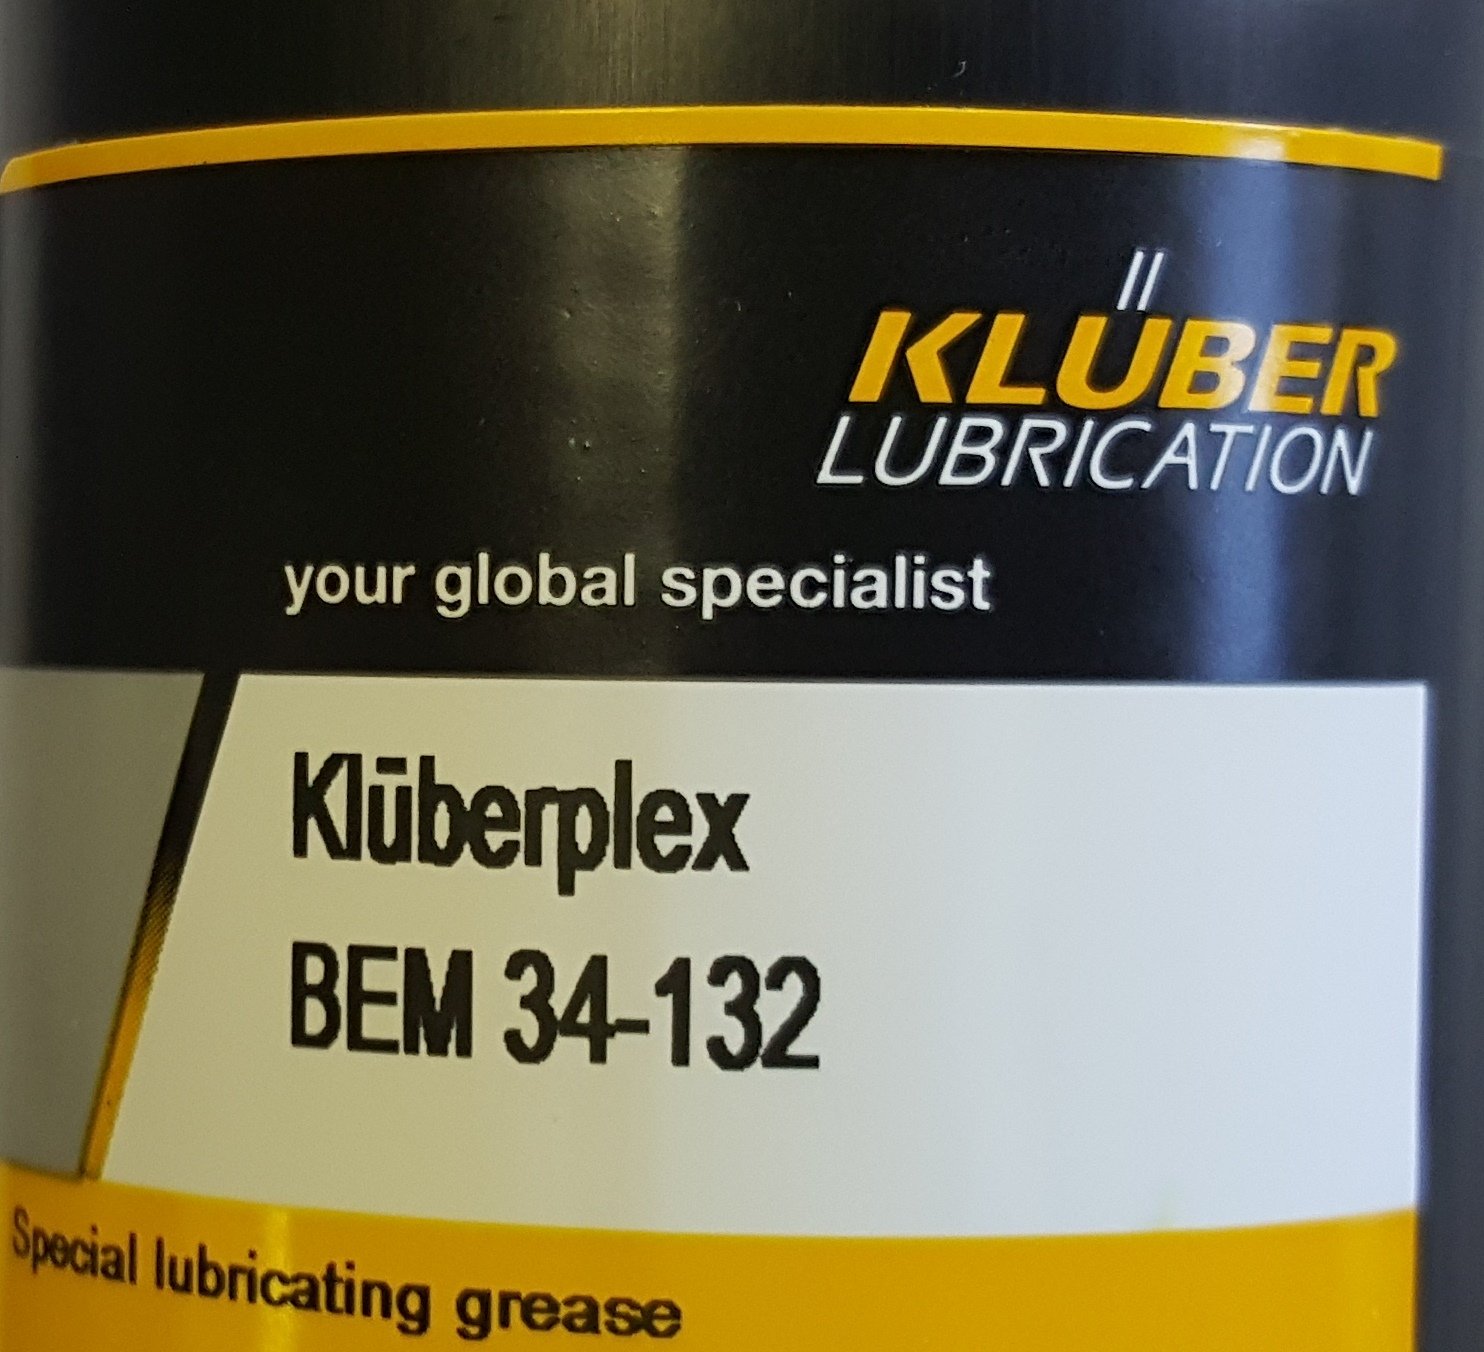 KLÜBER
LUBRICATION
your global specialist
Klüberplex
BEM 34-132
Special lubricating grease